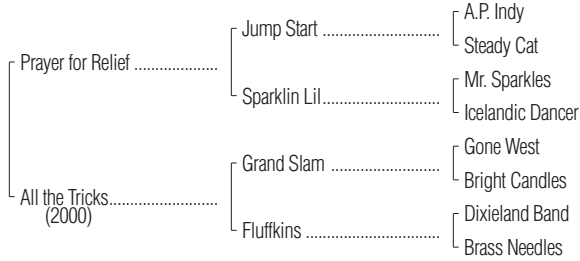 A.P. Indy
Jump Start ........................
Steady Cat
Prayer for Relief .................
Mr. Sparkles
Sparklin Lil........................
Icelandic Dancer
Gone West
Grand Slam ......................
Bright Candles
All the Tricks......................
(2000)
Dixieland Band
Fluffkins ...........................
Brass Needles